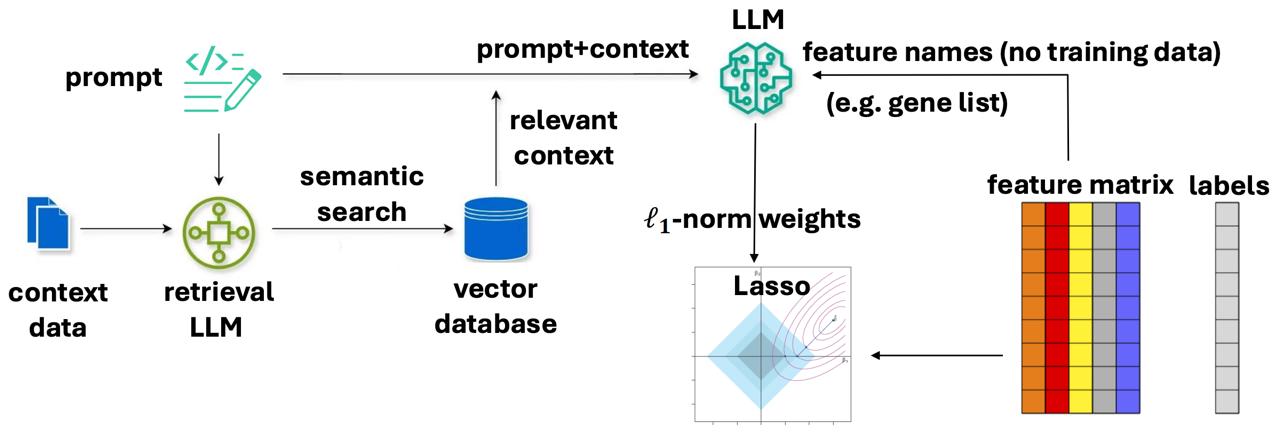 LLM
prompt+context
feature names (no training data)
prompt
(e.g. gene list)
relevant
context
semantic
search
feature matrix
labels
ℓ₁-norm weights
Lasso
context
data
retrieval
LLM
vector
database